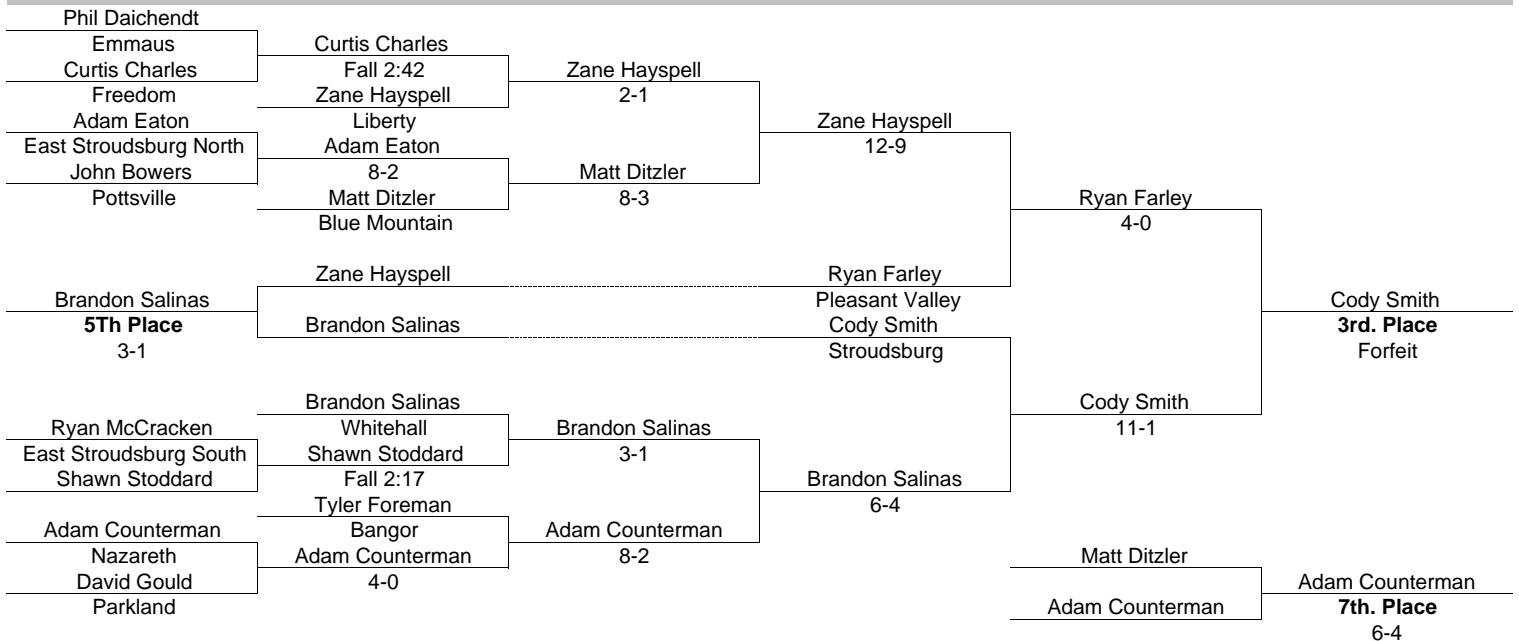 Phil Daichendt
Emmaus
Curtis Charles
Freedom
Adam Eaton
East Stroudsburg North
John Bowers
Pottsville
Curtis Charles
Fall 2:42
Zane Hayspell
Liberty
Adam Eaton
8-2
Matt Ditzler
Blue Mountain
Zane Hayspell
2-1
Matt Ditzler
8-3
Zane Hayspell
12-9
Ryan Farley
4-0
Zane Hayspell
Brandon Salinas
Brandon Salinas
5Th Place
3-1
Ryan Farley
Pleasant Valley
Cody Smith
Stroudsburg
Cody Smith
3rd. Place
Forfeit
Ryan McCracken
East Stroudsburg South
Shawn Stoddard
Adam Counterman
Nazareth
David Gould
Parkland
Brandon Salinas
Whitehall
Shawn Stoddard
Fall 2:17
Tyler Foreman
Bangor
Adam Counterman
4-0
Brandon Salinas
3-1
Adam Counterman
8-2
Brandon Salinas
6-4
Cody Smith
11-1
Matt Ditzler
Adam Counterman
Adam Counterman
7th. Place
6-4